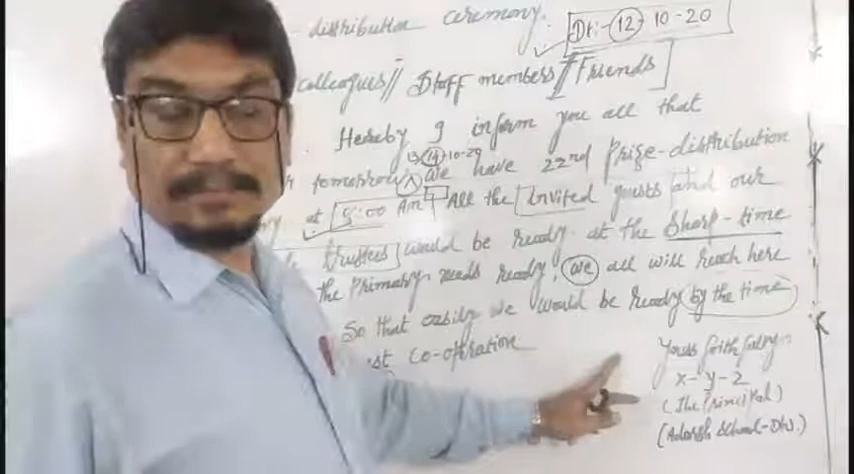 - distribution ceremony.
Dt:- 12-10-20
colleagues// Staff members// Friends
Hereby I inform you all that
13 (14)-10-20
tomorrow, we have 22nd Prize-distribution
at 9:00 Am, All the invited guests and our
trustees would be ready at the Sharp-time
the Primary needs ready, we all will reach here
So that easily we would be ready by the time
Co-operation
Yours faithfully
x-y-z
(The Principal)
(Adarsh School-Dhr.)